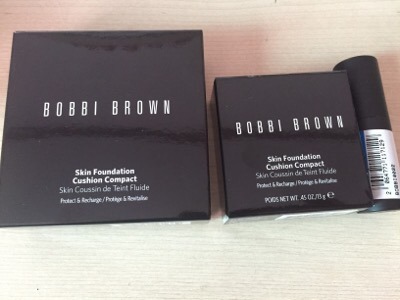 BOBBI BROWN
Skin Foundation
Cushion Compact
Skin Coussin de Teint Fluide
Protect & Recharge / Protège & Revitalise
BOBBI BROWN
Skin Foundation
Cushion Compact
Skin Coussin de Teint Fluide
Protect & Recharge / Protège & Revitalise
POIDS NET WT. .45 OZ/13 g ℮